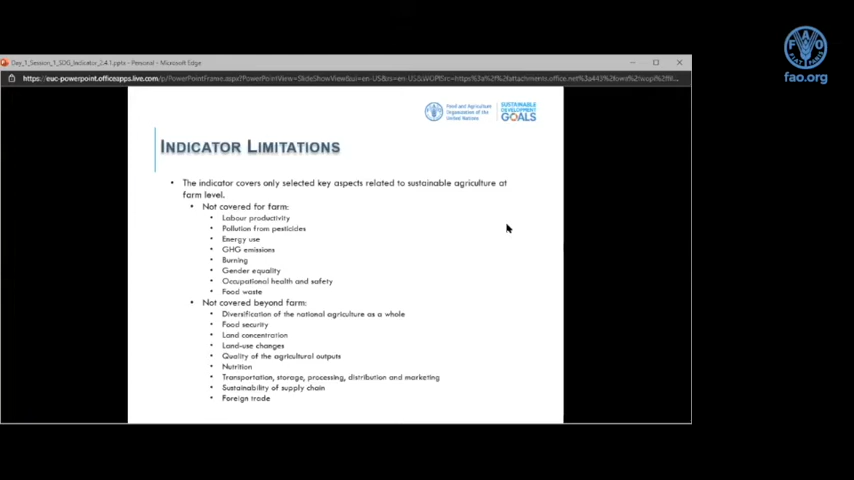 Day_1_Session_1_SDG_Indicator_2.4.1.pptx - Personal - Microsoft Edge
FAO
FIAT PANIS
fao.org
Food and Agriculture
Organization of the
United Nations
SUSTAINABLE
DEVELOPMENT
GOALS
INDICATOR LIMITATIONS
• The indicator covers only selected key aspects related to sustainable agriculture at
farm level.
• Not covered for farm:
• Labour productivity
• Pollution from pesticides
• Energy use
• GHG emissions
• Burning
• Gender equality
• Occupational health and safety
• Food waste
• Not covered beyond farm:
• Diversification of the national agriculture as a whole
• Food security
• Land concentration
• Land-use changes
• Quality of the agricultural outputs
• Nutrition
• Transportation, storage, processing, distribution and marketing
• Sustainability of supply chain
• Foreign trade